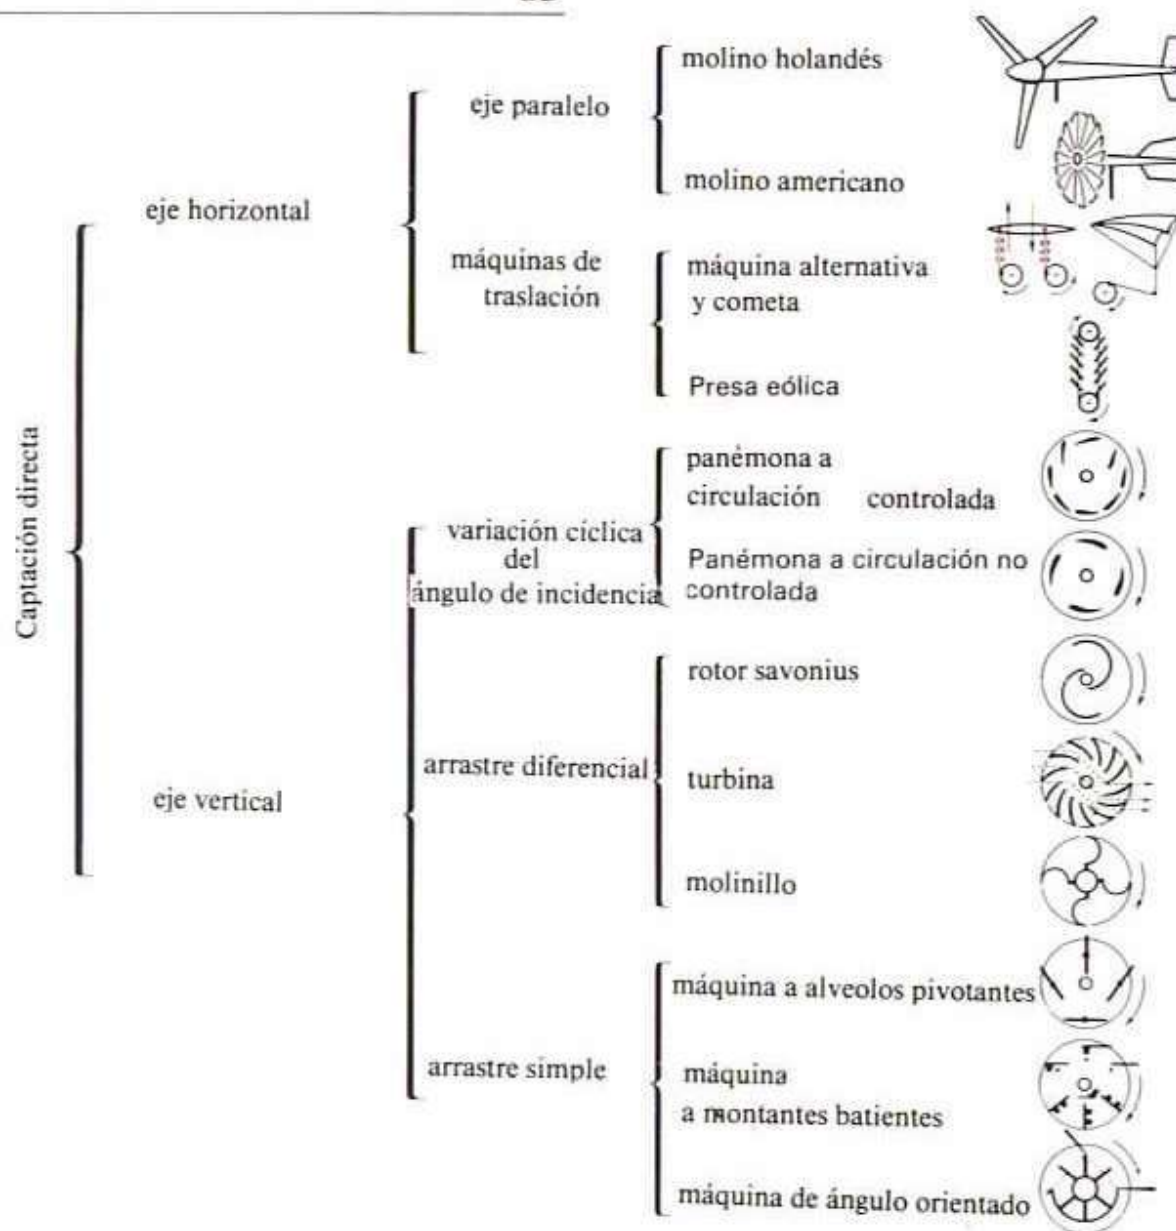 Captación directa
eje horizontal
eje paralelo
molino holandés
molino americano
máquinas de
traslación
máquina alternativa
y cometa
Presa eólica
eje vertical
variación cíclica
del
ángulo de incidencia
panémona a
circulación controlada
Panémona a circulación no
controlada
arrastre diferencial
rotor savonius
turbina
molinillo
arrastre simple
máquina a alveolos pivotantes
máquina
a montantes batientes
máquina de ángulo orientado